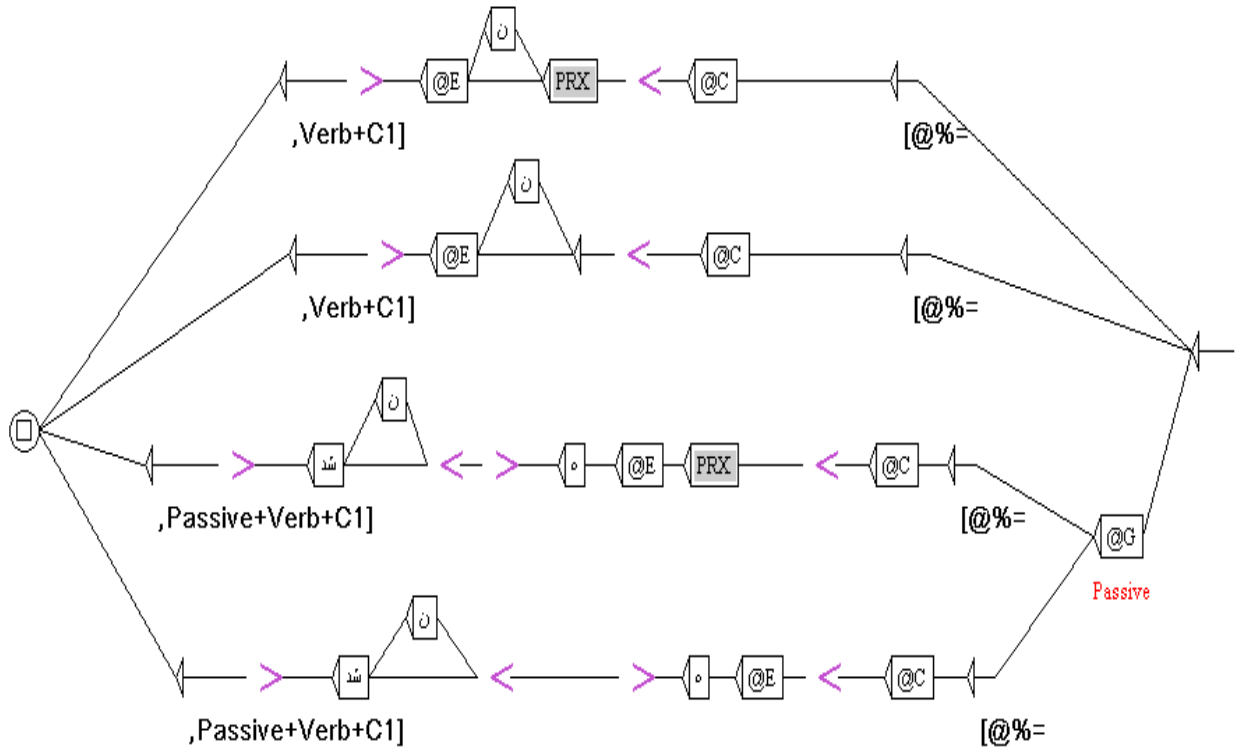 ن
> @E PRX < @C
,Verb+C1] [@%=
ن
> @E < @C
,Verb+C1] [@%=
ن
> شد < > ه @E PRX < @C
,Passive+Verb+C1] [@%=
@G
Passive
ن
> شد < > ه @E < @C
,Passive+Verb+C1] [@%=